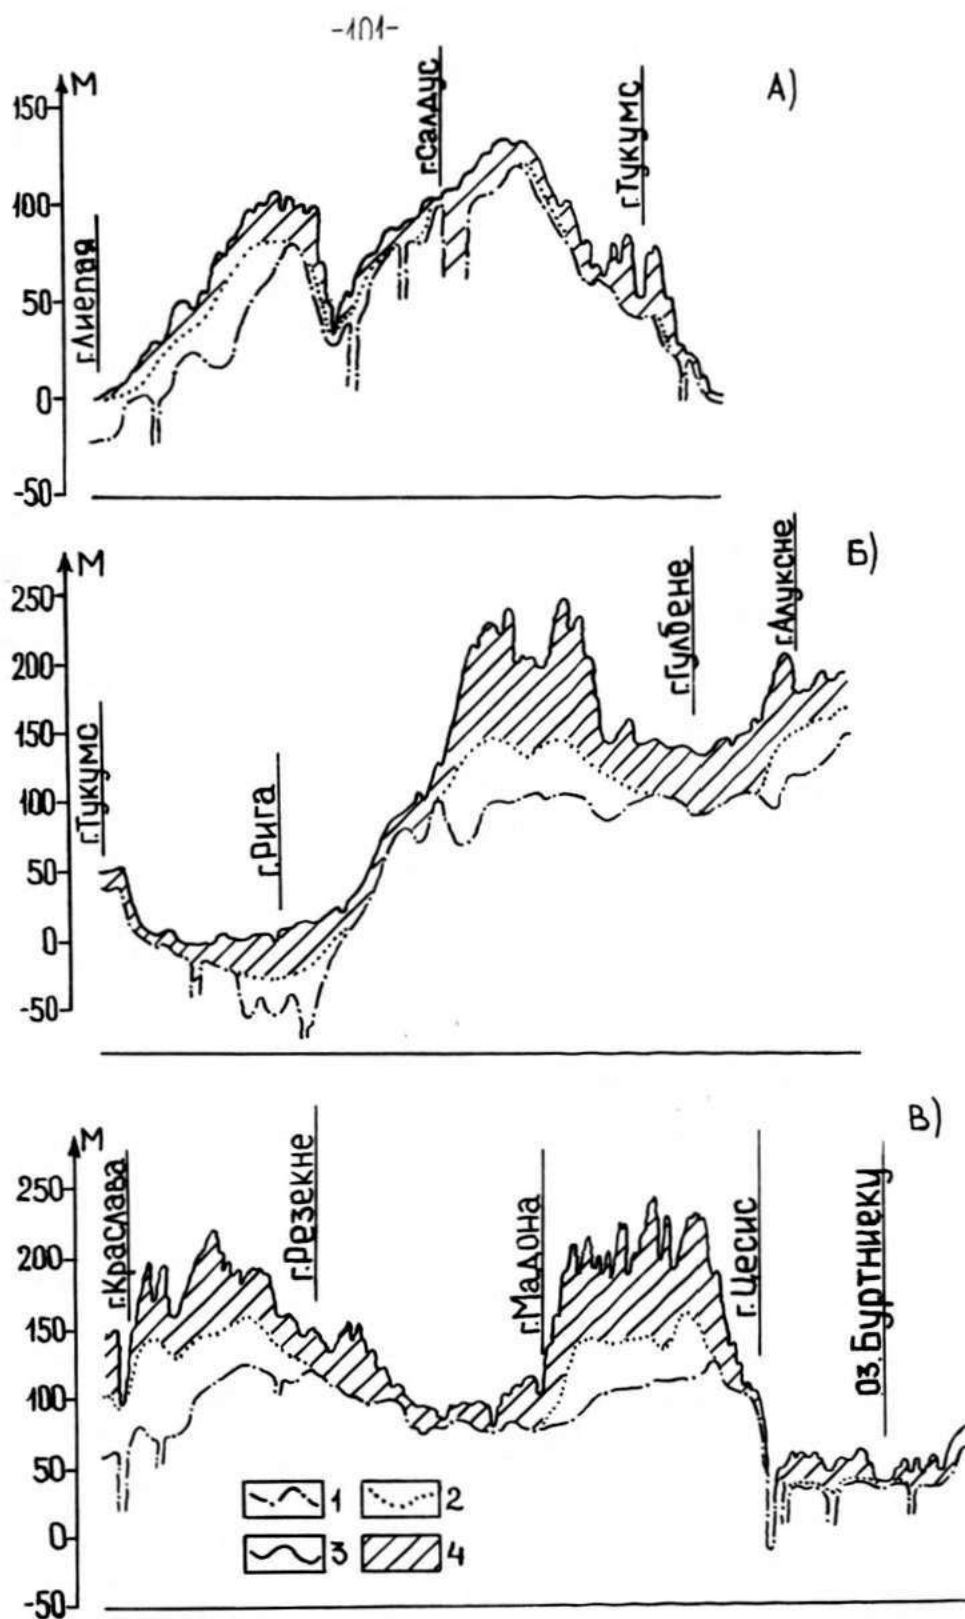 -101-
М
А)
150
100
50
0
-50
г.Лиепая
г.Салдус
г.Тукумс
М
Б)
250
200
150
100
50
0
-50
г.Тукумс
г.Рига
г.Гулбене
г.Алуксне
М
В)
250
200
150
100
50
0
-50
г.Краслава
г.Резекне
г.Мадона
г.Цесис
оз.Буртниеку
1 2
3 4